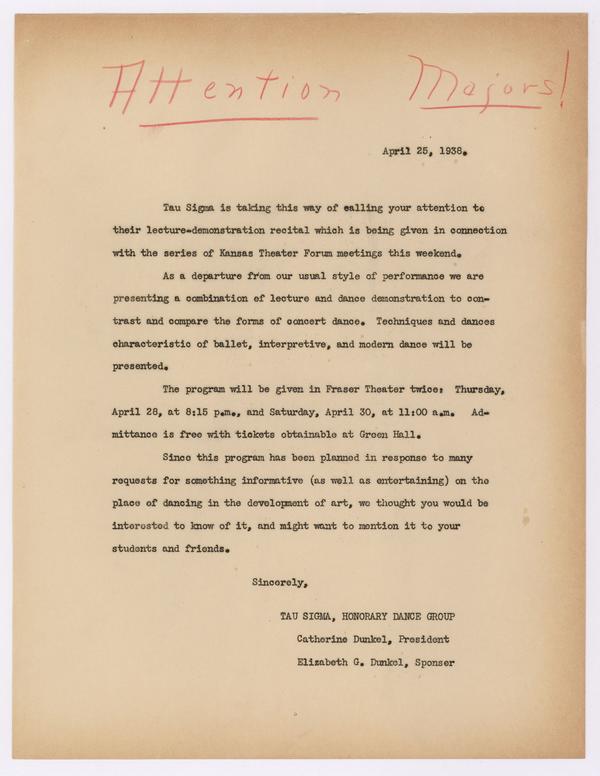 Attention Majors!
April 25, 1938.
Tau Sigma is taking this way of calling your attention to
their lecture-demonstration recital which is being given in connection
with the series of Kansas Theater Forum meetings this weekend.
As a departure from our usual style of performance we are
presenting a combination of lecture and dance demonstration to con-
trast and compare the forms of concert dance. Techniques and dances
characteristic of ballet, interpretive, and modern dance will be
presented.
The program will be given in Fraser Theater twice: Thursday,
April 28, at 8:15 p.m., and Saturday, April 30, at 11:00 a.m. Ad-
mittance is free with tickets obtainable at Green Hall.
Since this program has been planned in response to many
requests for something informative (as well as entertaining) on the
place of dancing in the development of art, we thought you would be
interested to know of it, and might want to mention it to your
students and friends.
Sincerely,
TAU SIGMA, HONORARY DANCE GROUP
Catherine Dunkel, President
Elizabeth G. Dunkel, Sponser